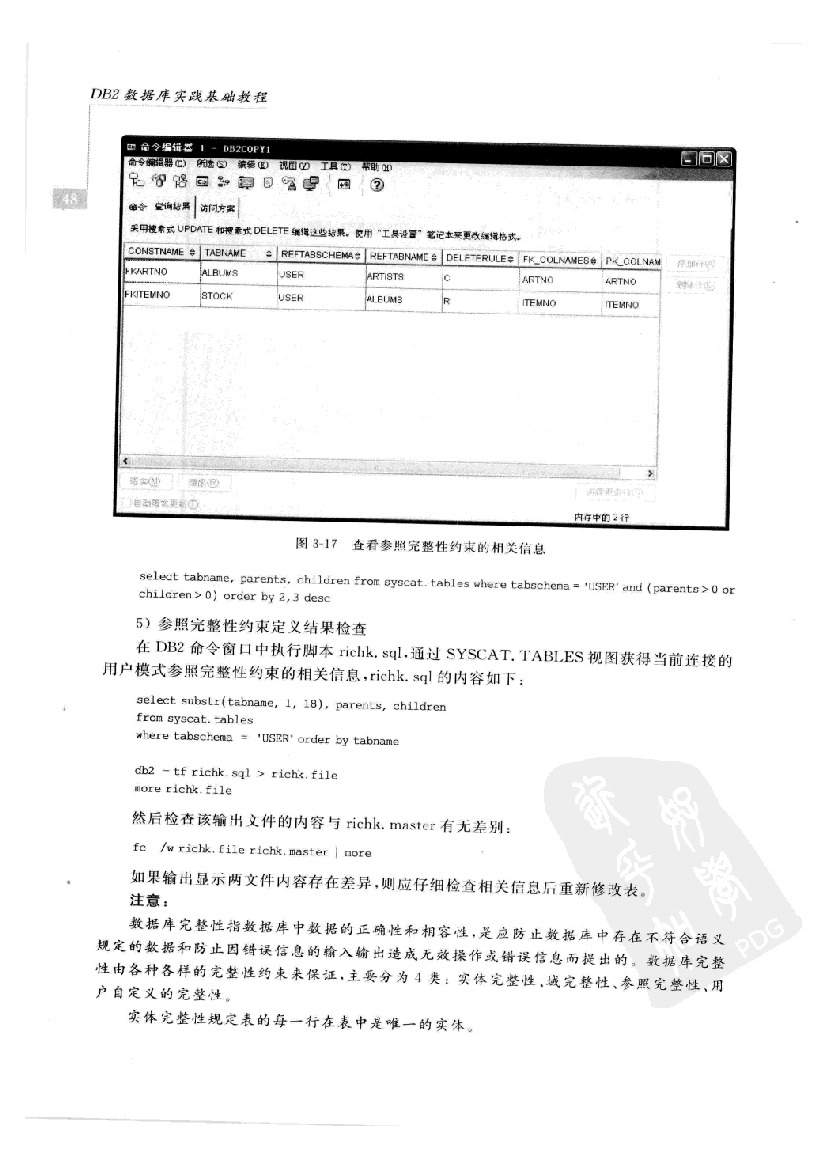 DB2 数据库实践基础教程
48
命令编辑器 1 - DB2COPY1
命令编辑器(C) 所选(S) 编辑(E) 视图(V) 工具(T) 帮助(H)
命令 查询结果 访问方案
采用搜索式 UPDATE 和搜索式 DELETE 编辑这些结果。使用“工具设置”笔记本来更改编辑格式。
CONSTNAME TABNAME REFTABSCHEMA REFTABNAME DELETERULE FK_COLNAMES PK_COLNAM
FKARTNO ALBUMS USER ARTISTS C ARTNO ARTNO
FKITEMNO STOCK USER ALBUMS R ITEMNO ITEMNO
添加行(A)
删除行(D)
落实(M) 回滚(R)
自动落实更新(T)
内存中的 2 行
图 3-17 查看参照完整性约束的相关信息
select tabname, parents, children from syscat.tables where tabschema = 'USER' and (parents>0 or
children>0) order by 2,3 desc
5) 参照完整性约束定义结果检查
在 DB2 命令窗口中执行脚本 richk.sql,通过 SYSCAT.TABLES 视图获得当前连接的
用户模式参照完整性约束的相关信息,richk.sql 的内容如下:
select substr(tabname, 1, 18), parents, children
from syscat.tables
where tabschema = 'USER' order by tabname
db2 -tf richk.sql > richk.file
more richk.file
然后检查该输出文件的内容与 richk.master 有无差别:
fc /w richk.file richk.master | more
如果输出显示两文件内容存在差异,则应仔细检查相关信息后重新修改表。
注意:
数据库完整性指数据库中数据的正确性和相容性,是应防止数据库中存在不符合语义
规定的数据和防止因错误信息的输入输出造成无效操作或错误信息而提出的。数据库完整
性由各种各样的完整性约束来保证,主要分为 4 类:实体完整性、域完整性、参照完整性、用
户自定义的完整性。
实体完整性规定表的每一行在表中是唯一的实体。
PDG